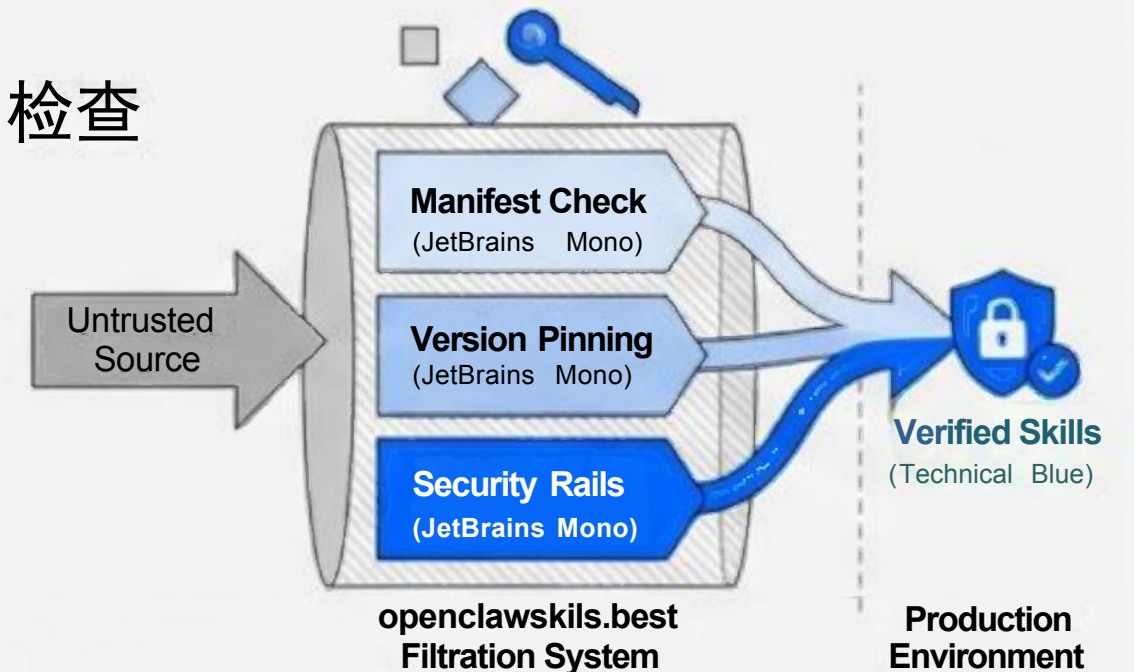 检查
Untrusted
Source
Manifest Check
(JetBrains Mono)
Version Pinning
(JetBrains Mono)
Security Rails
(JetBrains Mono)
Verified Skills
(Technical Blue)
openclawskils.best
Filtration System
Production
Environment